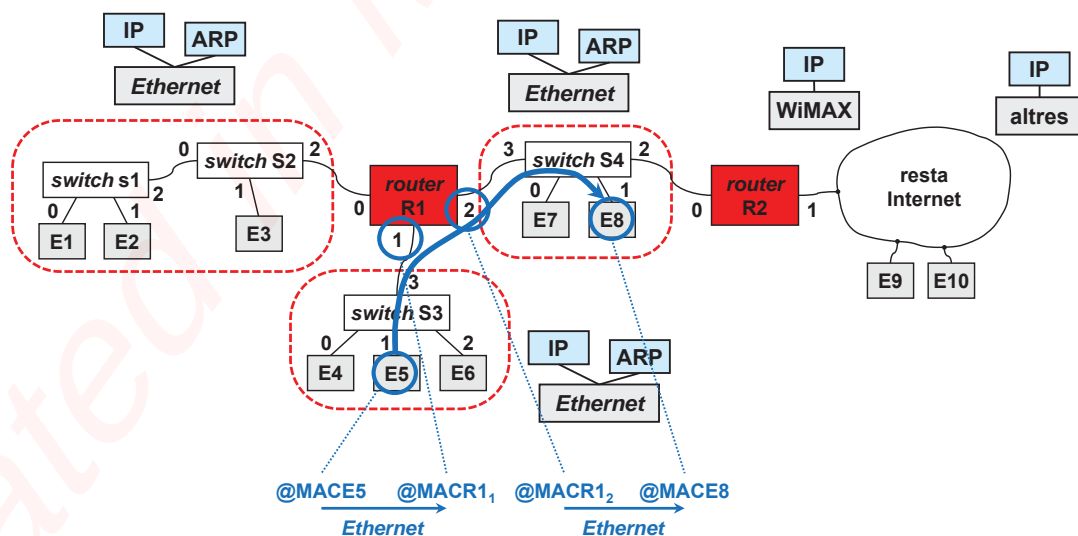 IP
ARP
Ethernet
IP
ARP
Ethernet
IP
WiMAX
IP
altres
switch s1
0
1
2
E1
E2
0
switch S2
2
1
E3
0
router
R1
1
2
3
switch S4
2
0
1
E7
E8
0
router
R2
1
resta
Internet
E9
E10
3
switch S3
0
1
2
E4
E5
E6
IP
ARP
Ethernet
@MACE5
@MACR1₁
@MACR1₂
@MACE8
Ethernet
Ethernet